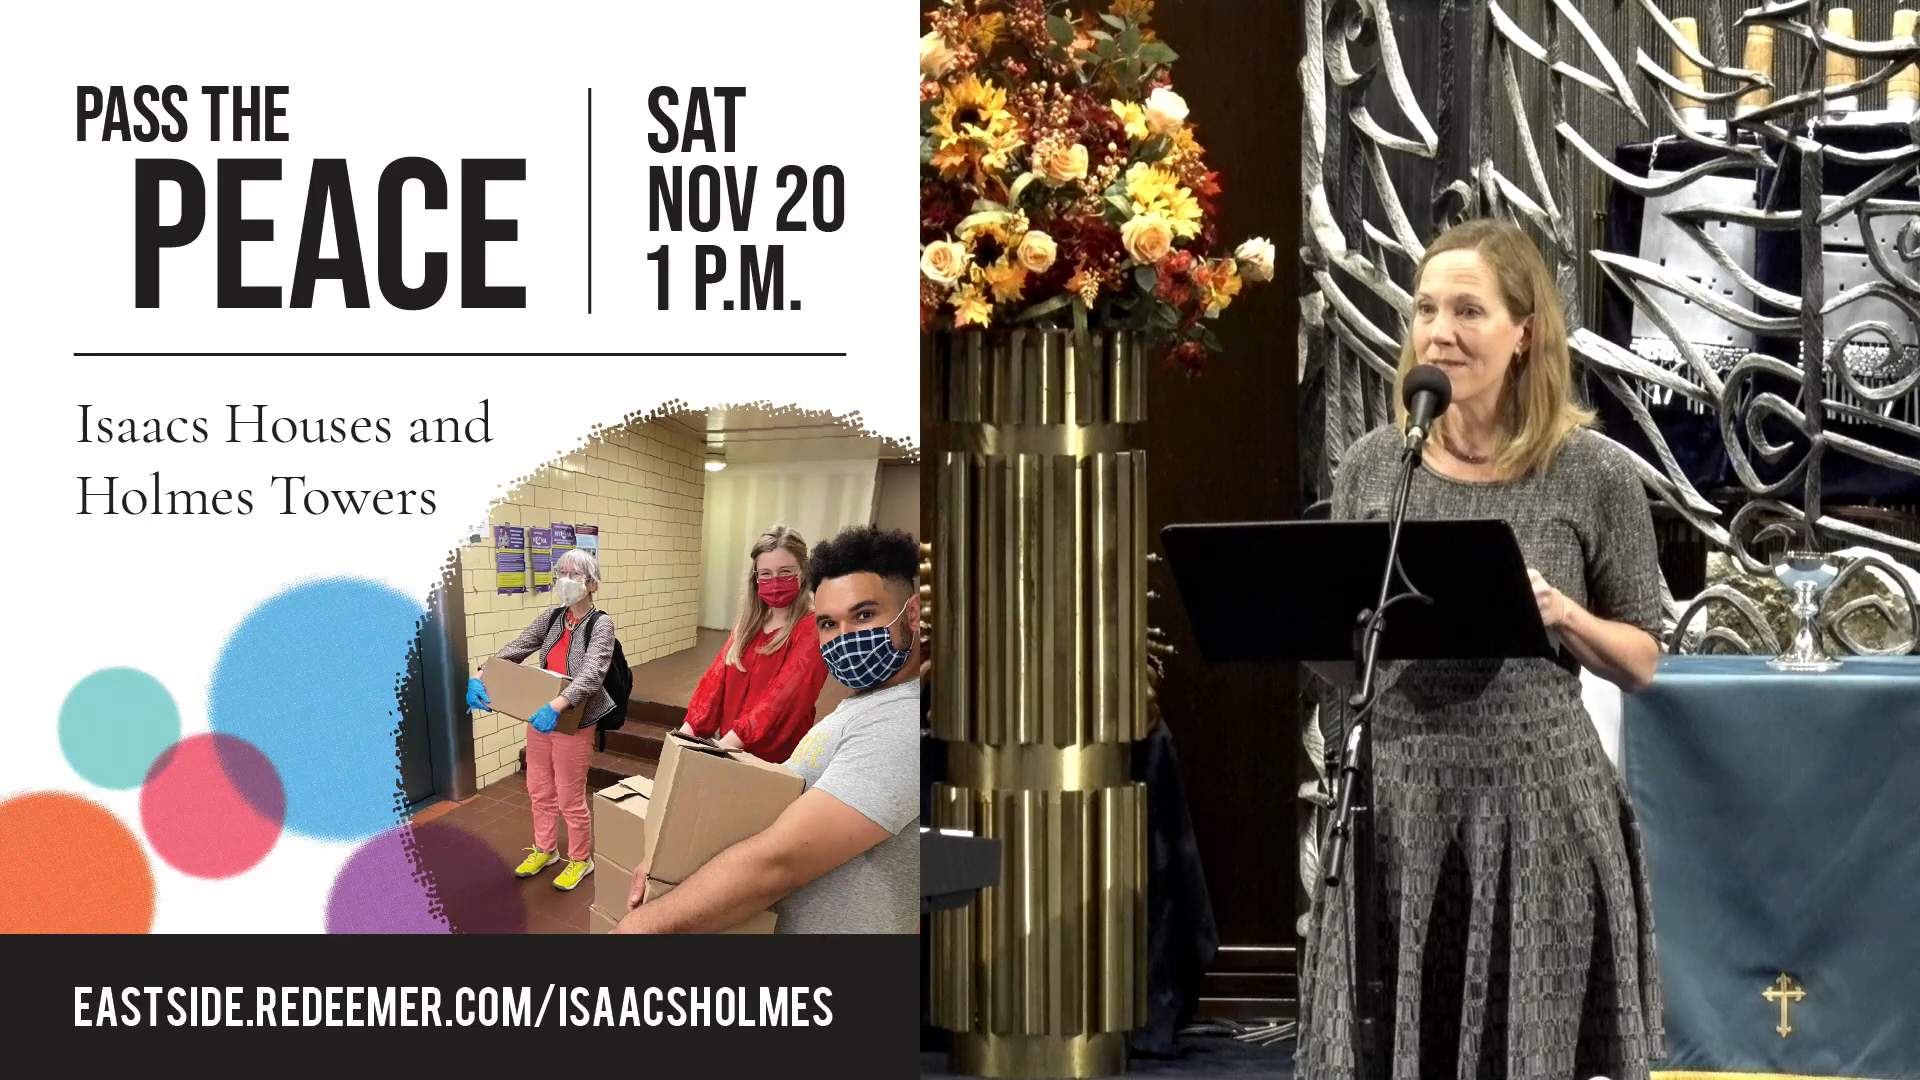 PASS THE
PEACE
SAT
NOV 20
1 P.M.
Isaacs Houses and
Holmes Towers
EASTSIDE.REDEEMER.COM/ISAACSHOLMES